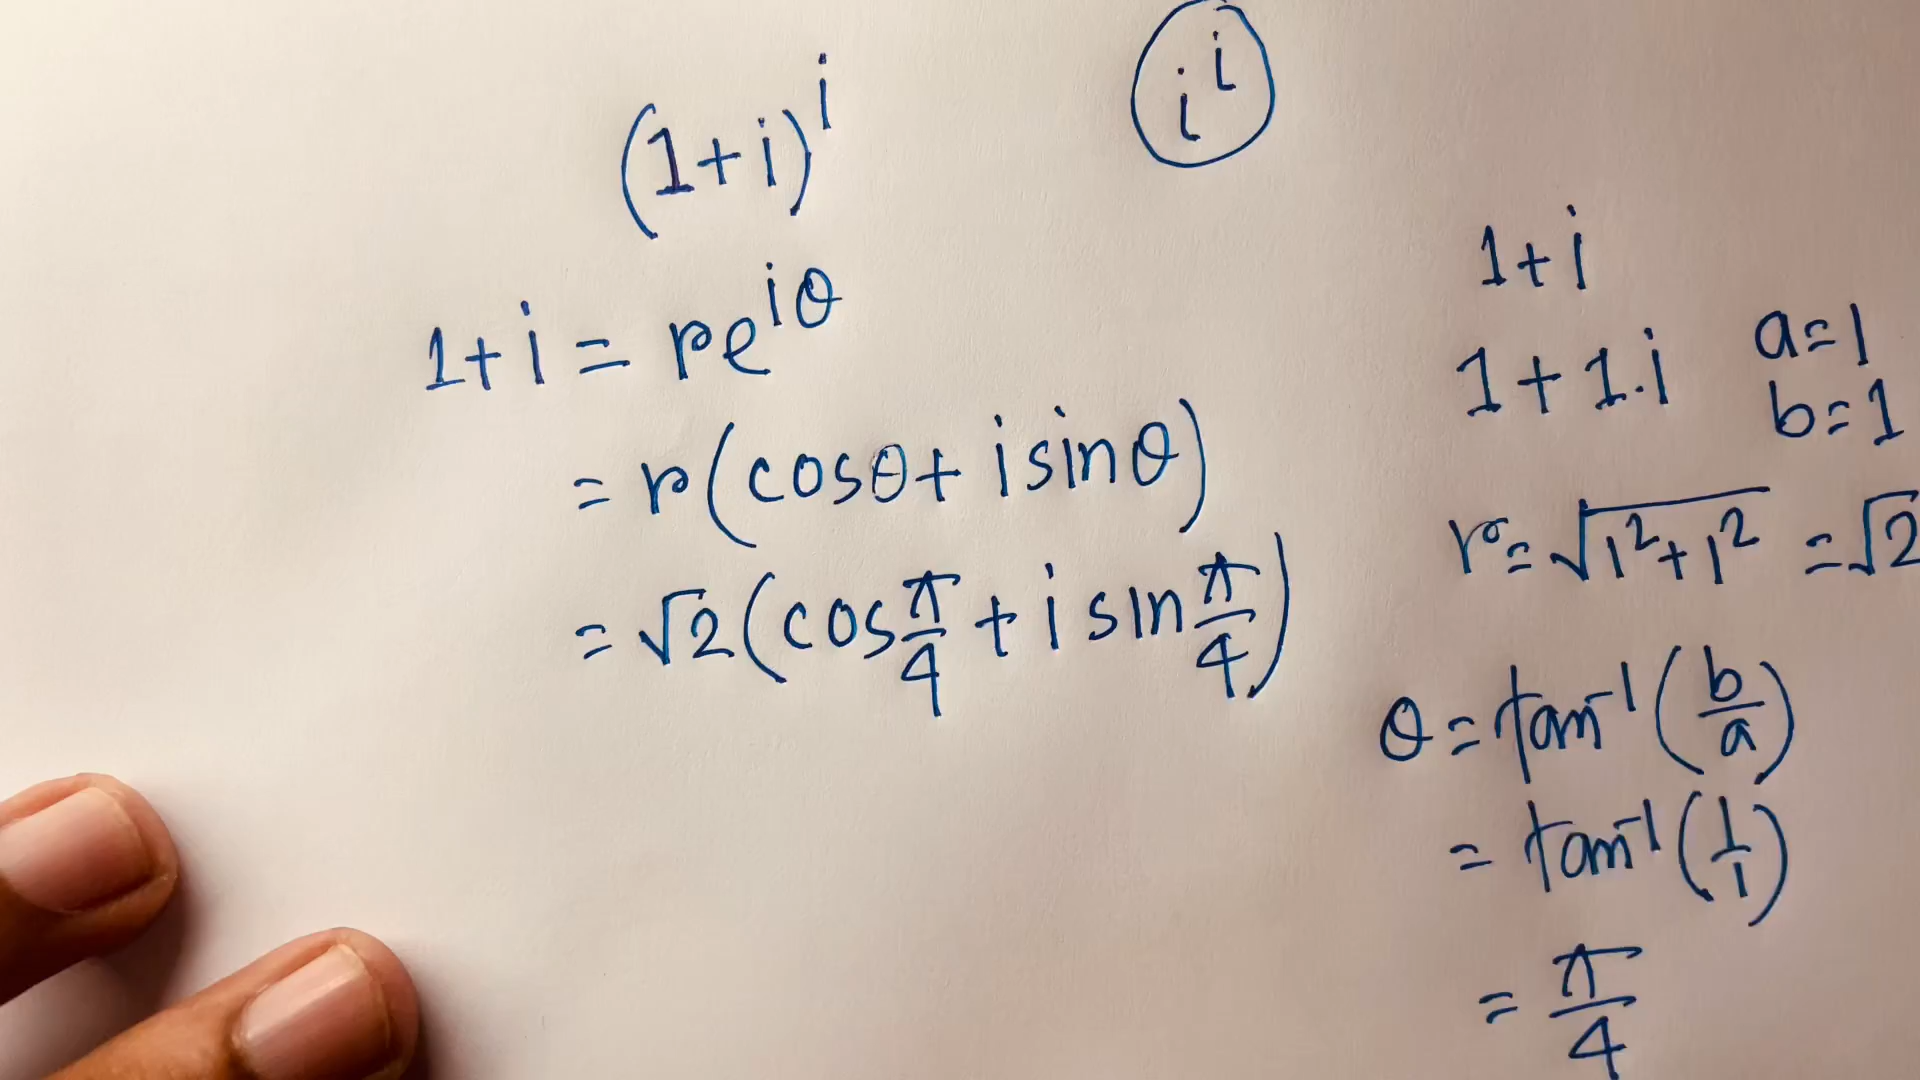 (1+i)^i
i^i
1+i = re^{iθ}
= r(cosθ + i sinθ)
= √2(cos π/4 + i sin π/4)
1+i
1+1.i
a=1
b=1
r = √(1²+1²) = √2
θ = tan⁻¹(b/a)
= tan⁻¹(1/1)
= π/4